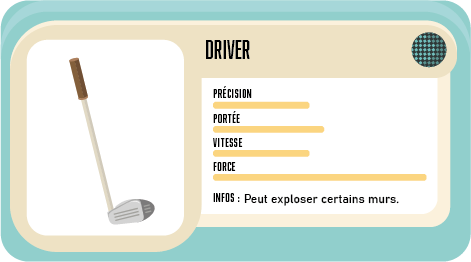 DRIVER
PRÉCISION
PORTÉE
VITESSE
FORCE
INFOS : Peut exploser certains murs.